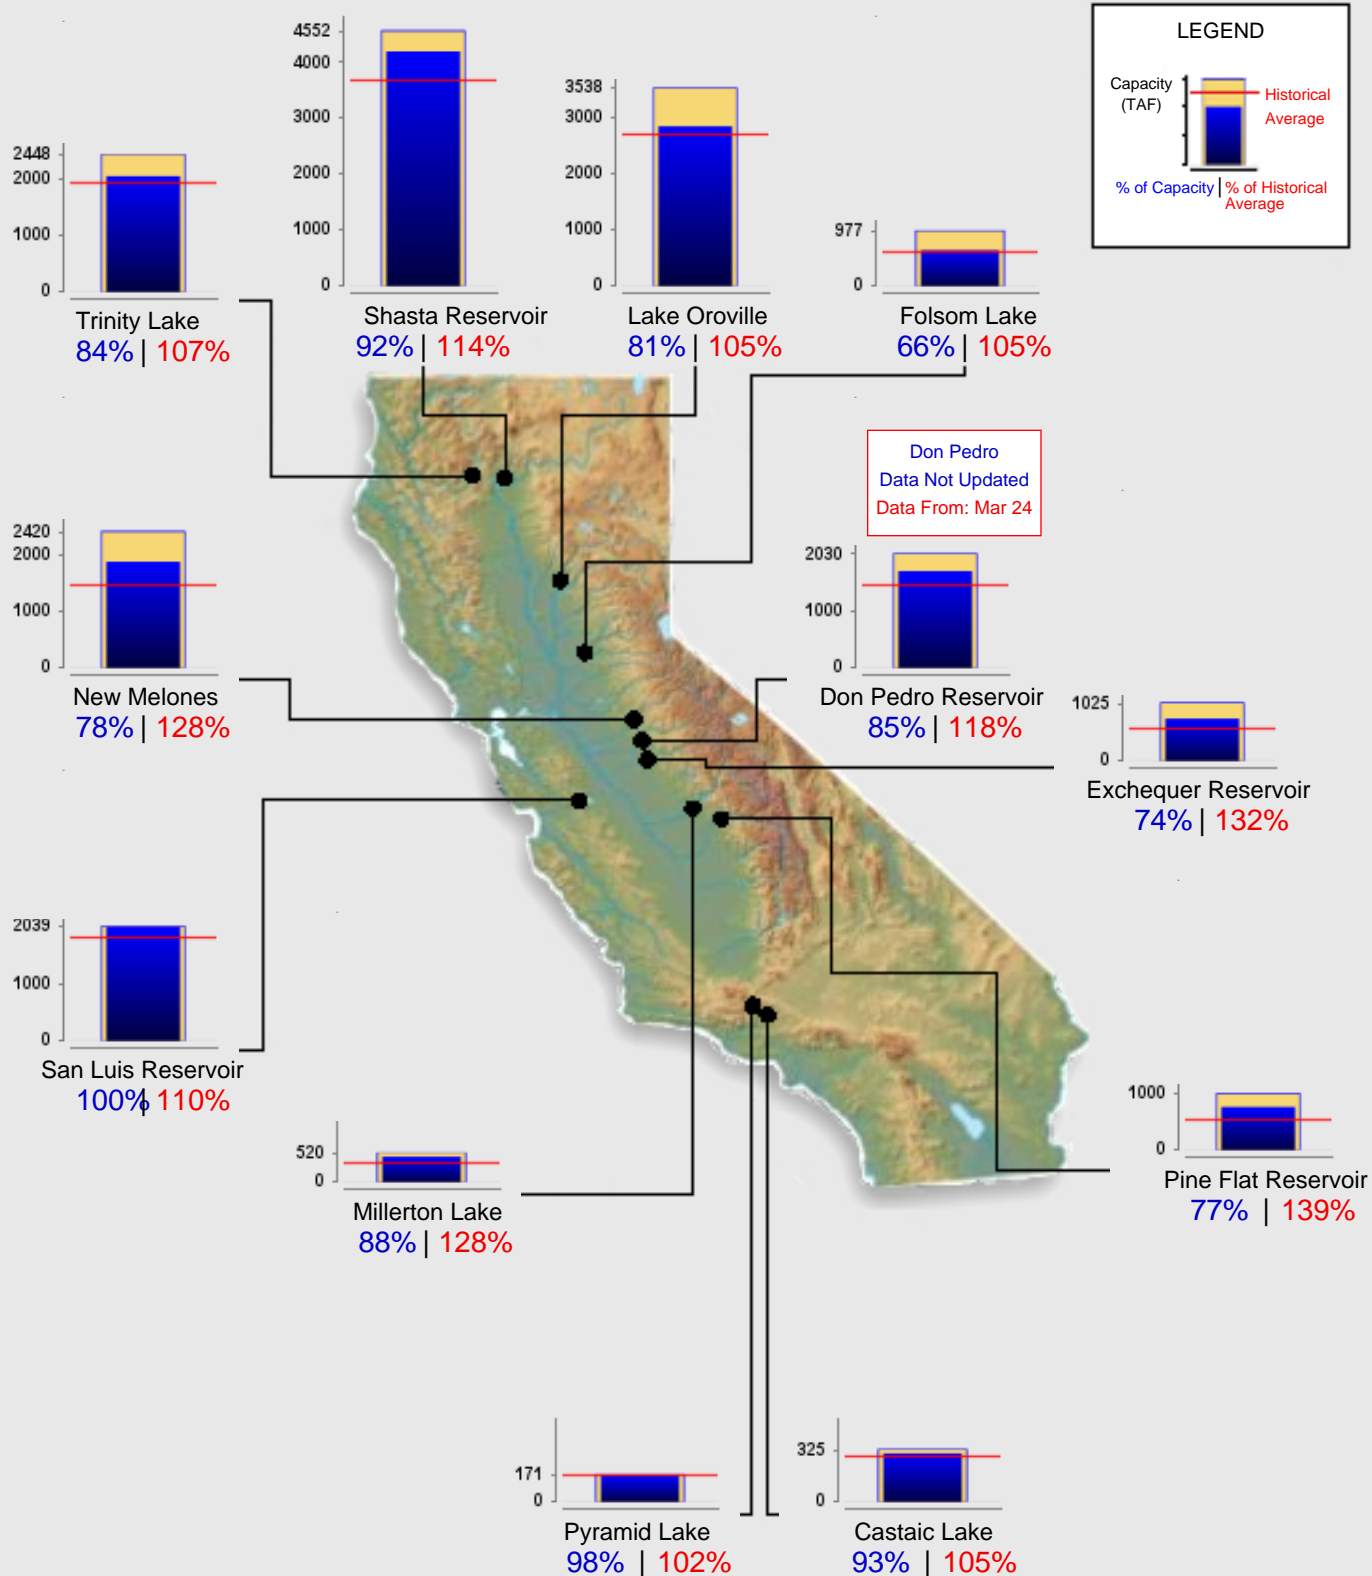 LEGEND
Capacity
(TAF)
Historical
Average
% of Capacity | % of Historical
Average
4552
4000
3000
2000
1000
0
Shasta Reservoir
92% | 114%
3538
3000
2000
1000
0
Lake Oroville
81% | 105%
977
0
Folsom Lake
66% | 105%
2448
2000
1000
0
Trinity Lake
84% | 107%
Don Pedro
Data Not Updated
Data From: Mar 24
2030
1000
0
Don Pedro Reservoir
85% | 118%
2420
2000
1000
0
New Melones
78% | 128%
1025
0
Exchequer Reservoir
74% | 132%
2039
1000
0
San Luis Reservoir
100% | 110%
520
0
Millerton Lake
88% | 128%
1000
0
Pine Flat Reservoir
77% | 139%
171
0
Pyramid Lake
98% | 102%
325
0
Castaic Lake
93% | 105%